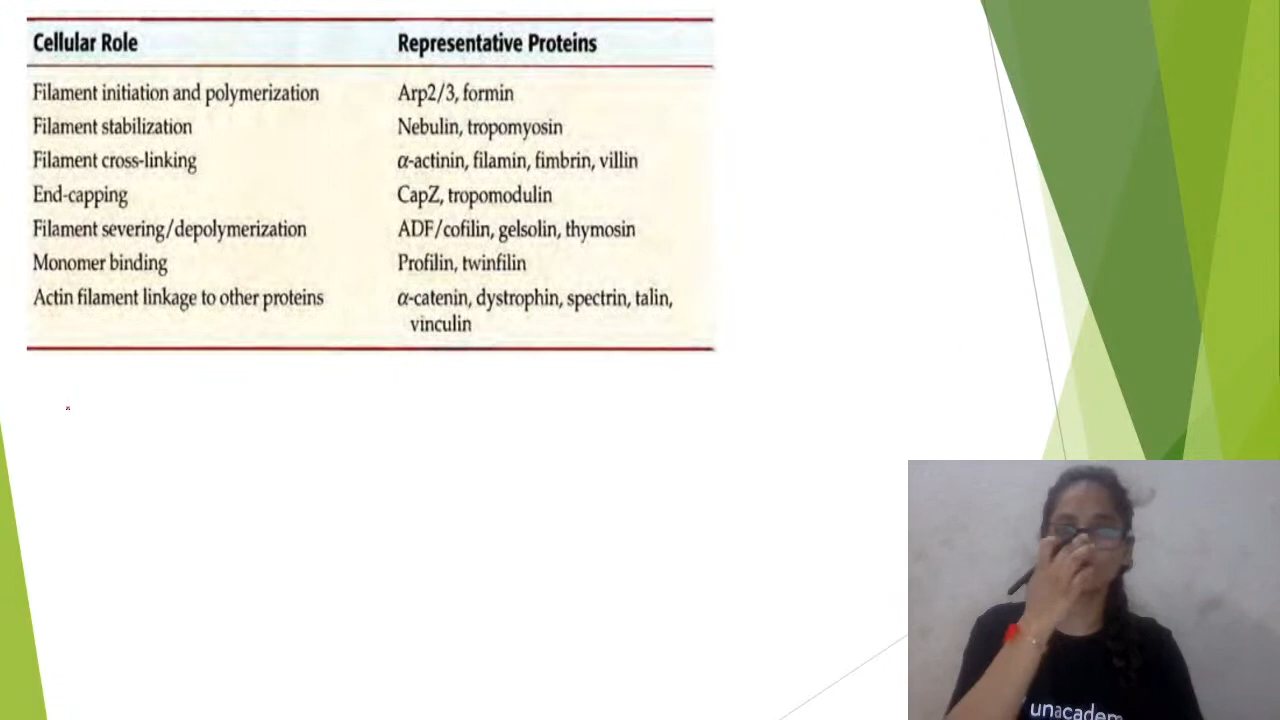 Cellular Role Representative Proteins
Filament initiation and polymerization Arp2/3, formin
Filament stabilization Nebulin, tropomyosin
Filament cross-linking α-actinin, filamin, fimbrin, villin
End-capping CapZ, tropomodulin
Filament severing/depolymerization ADF/cofilin, gelsolin, thymosin
Monomer binding Profilin, twinfilin
Actin filament linkage to other proteins α-catenin, dystrophin, spectrin, talin,
vinculin
unacadem